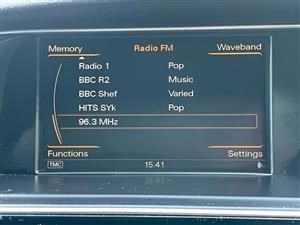 Memory Radio FM Waveband
Radio 1 Pop
BBC R2 Music
BBC Shef Varied
HITS SYk Pop
96.3 MHz
Functions Settings
TMC 15:41